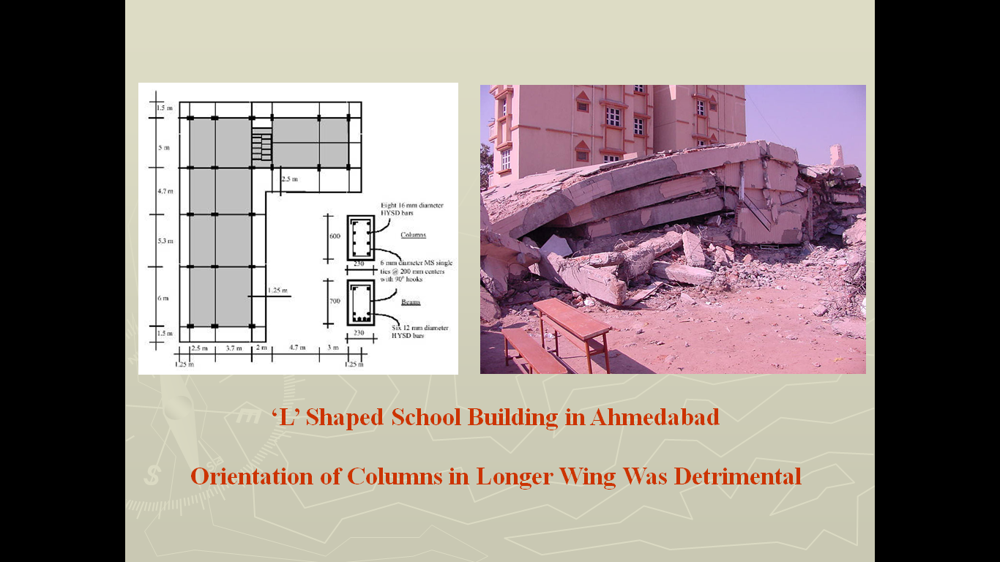 1.5 m
5 m
4.7 m
5.3 m
6 m
1.5 m
2.5 m
1.25 m
2.5 m
3.7 m
2 m
4.7 m
3 m
1.25 m
1.25 m
Eight 16 mm diameter
HYSD bars
600
Columns
230
6 mm diameter MS single
ties @ 200 mm centers
with 90° hooks
700
Beams
230
Six 12 mm diameter
HYSD bars
‘L’ Shaped School Building in Ahmedabad
Orientation of Columns in Longer Wing Was Detrimental
E
S